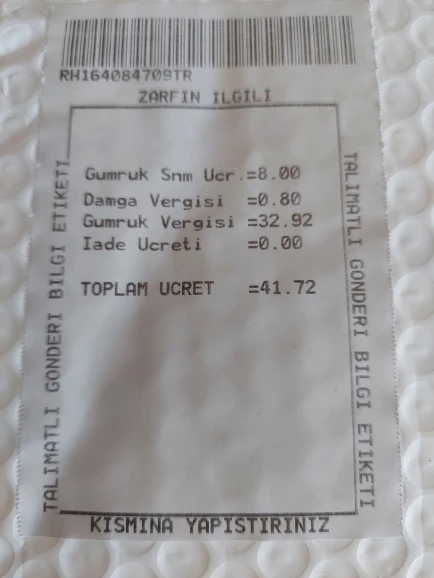 RH164084709TR
ZARFIN ILGILI
TALIMATLI GONDERI BILGI ETIKETI
Gumruk Snm Ucr.=8.00
Damga Vergisi =0.80
Gumruk Vergisi =32.92
Iade Ucreti =0.00
TOPLAM UCRET =41.72
TALIMATLI GONDERI BILGI ETIKETI
KISMINA YAPISTIRINIZ